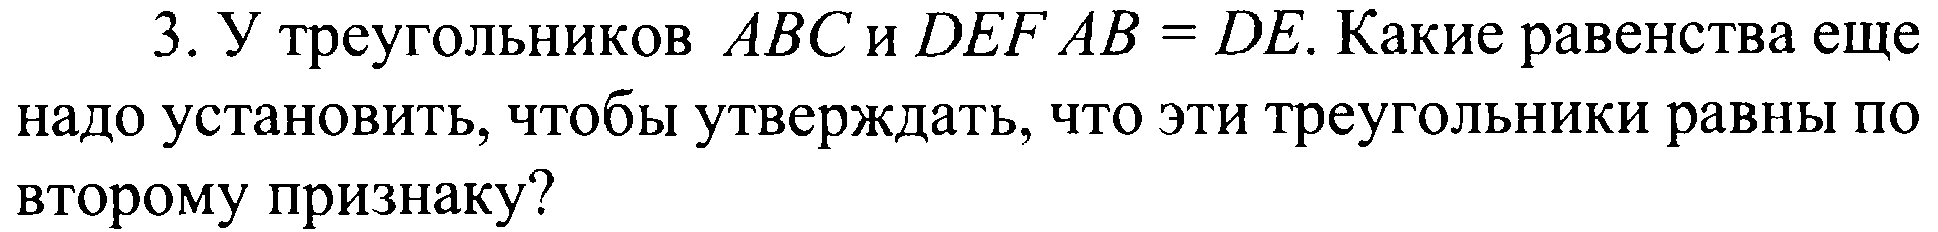 3. У треугольников ABC и DEF AB = DE. Какие равенства еще
надо установить, чтобы утверждать, что эти треугольники равны по
второму признаку?